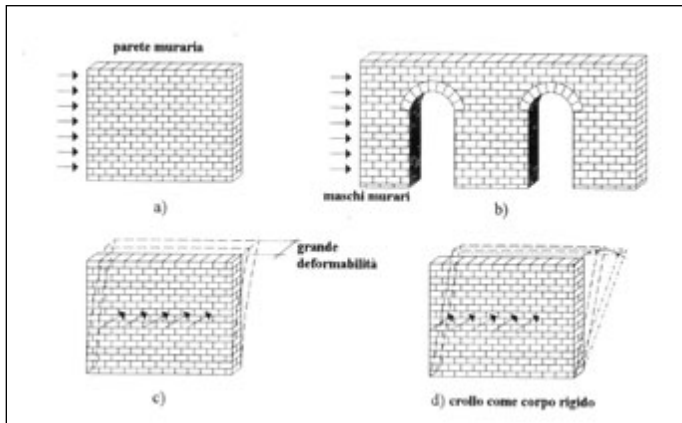 parete muraria
a)
maschi murari
b)
grande
deformabilità
c)
d) crollo come corpo rigido